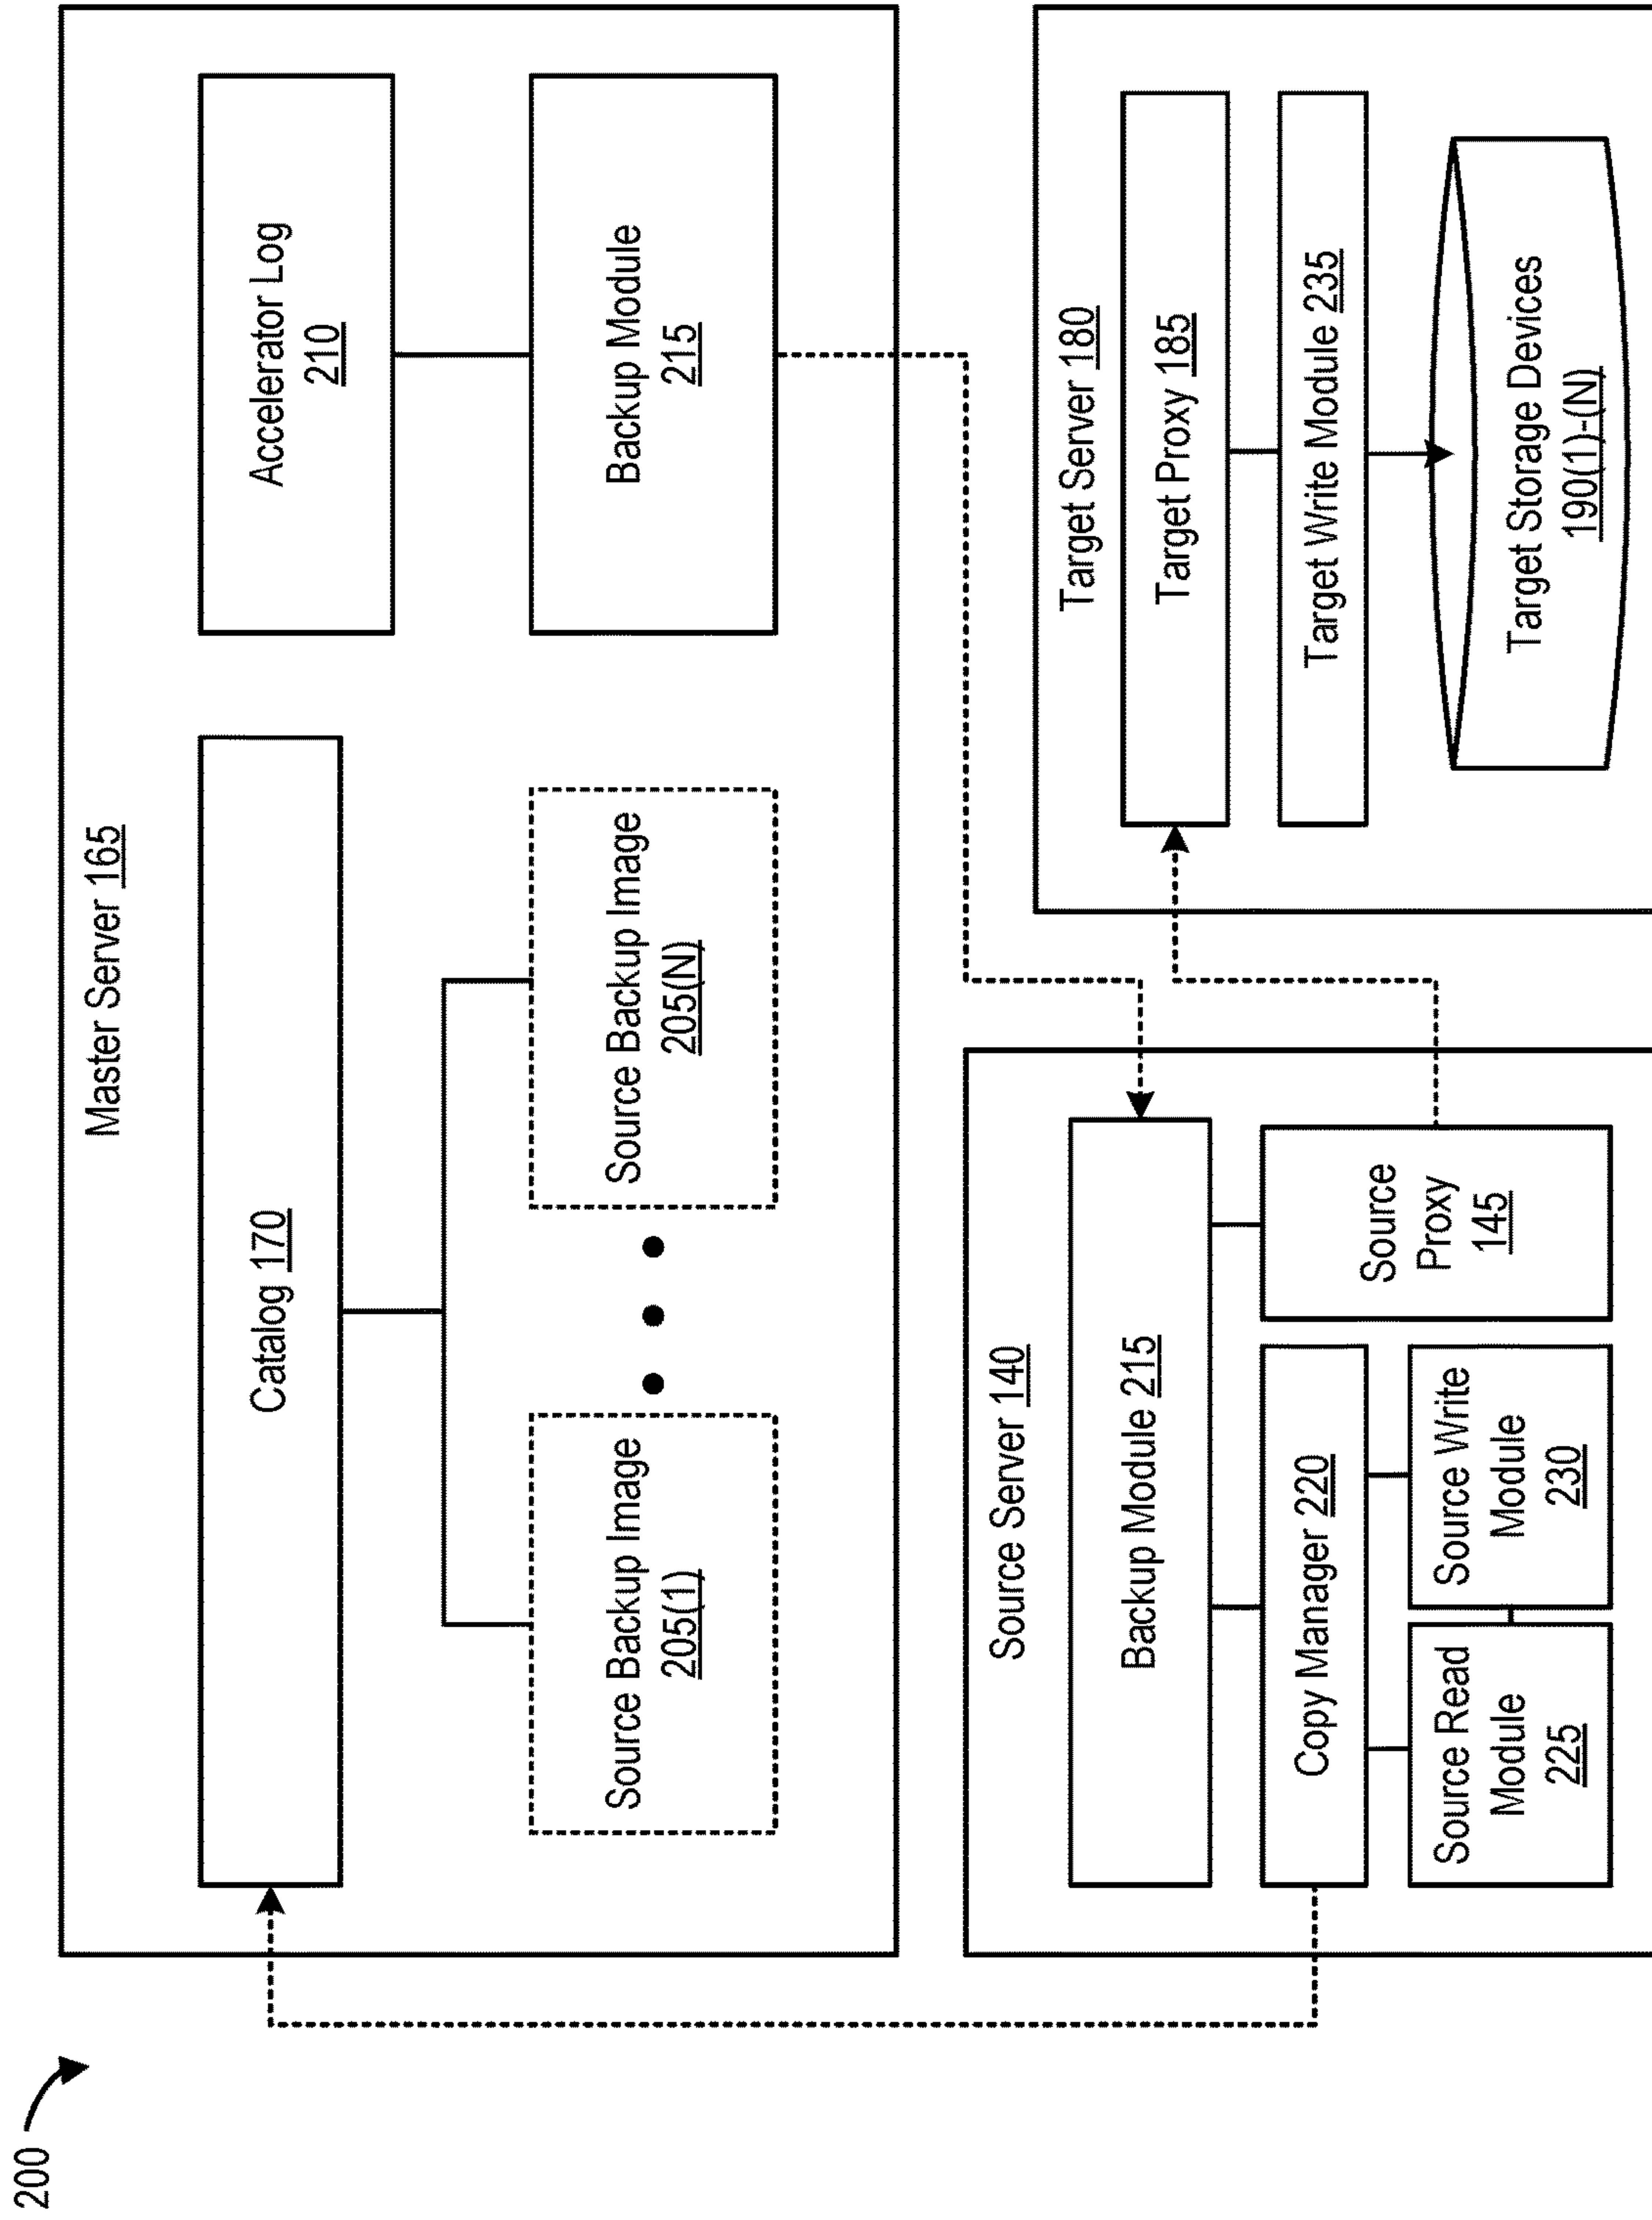 200
Master Server 165
Catalog 170
Source Backup Image
205(1)
Source Backup Image
205(N)
Accelerator Log
210
Backup Module
215
Source Server 140
Backup Module 215
Copy Manager 220
Source Read
Module
225
Source Write
Module
230
Source
Proxy
145
Target Server 180
Target Proxy 185
Target Write Module 235
Target Storage Devices
190(1)-(N)